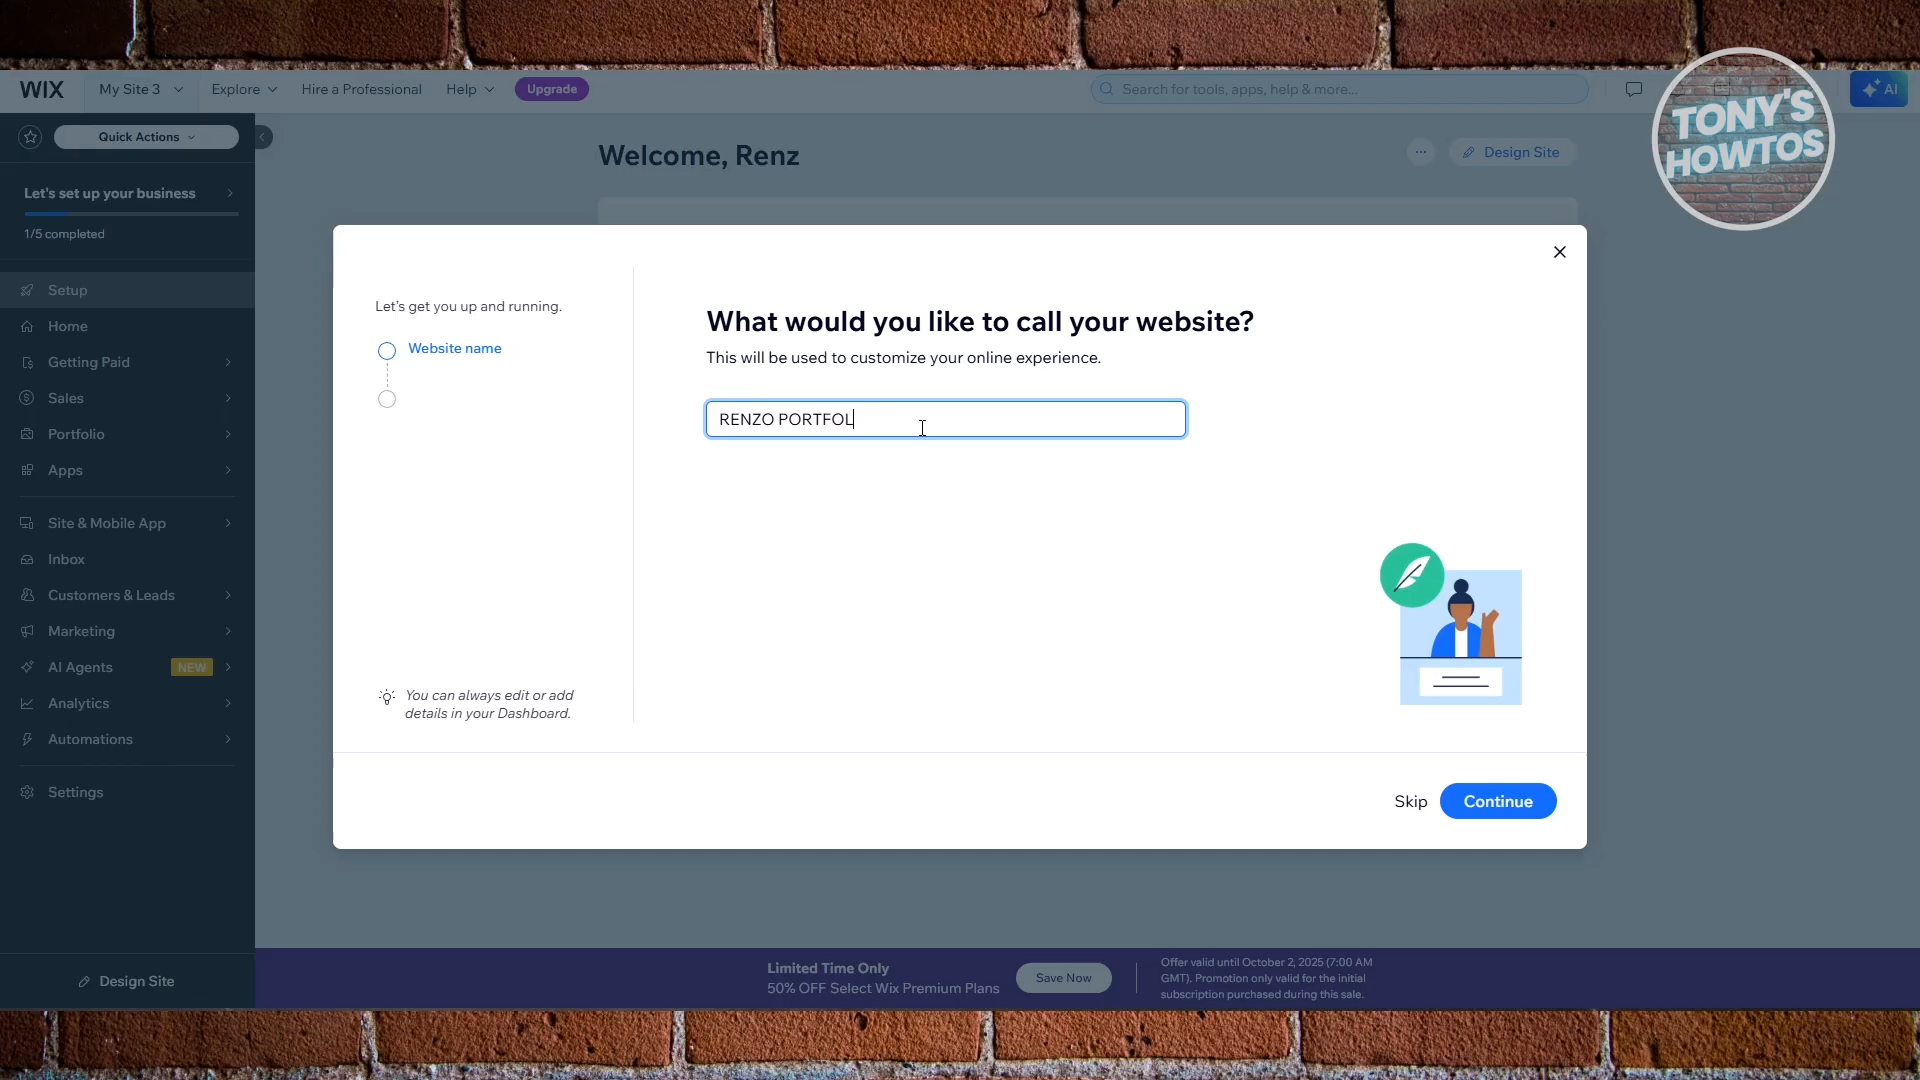 WIX
My Site 3
Explore
Hire a Professional
Help
Upgrade
Search for tools, apps, help & more...
AI
TONY'S
HOWTOS
Quick Actions
Let's set up your business
1/5 completed
Setup
Home
Getting Paid
Sales
Portfolio
Apps
Site & Mobile App
Inbox
Customers & Leads
Marketing
AI Agents
NEW
Analytics
Automations
Settings
Design Site
Welcome, Renz
Design Site
Let's get you up and running.
Website name
You can always edit or add
details in your Dashboard.
What would you like to call your website?
This will be used to customize your online experience.
RENZO PORTFOL
Skip
Continue
Limited Time Only
50% OFF Select Wix Premium Plans
Save Now
Offer valid until October 2, 2025 (7:00 AM
GMT). Promotion only valid for the initial
subscription purchased during this sale.